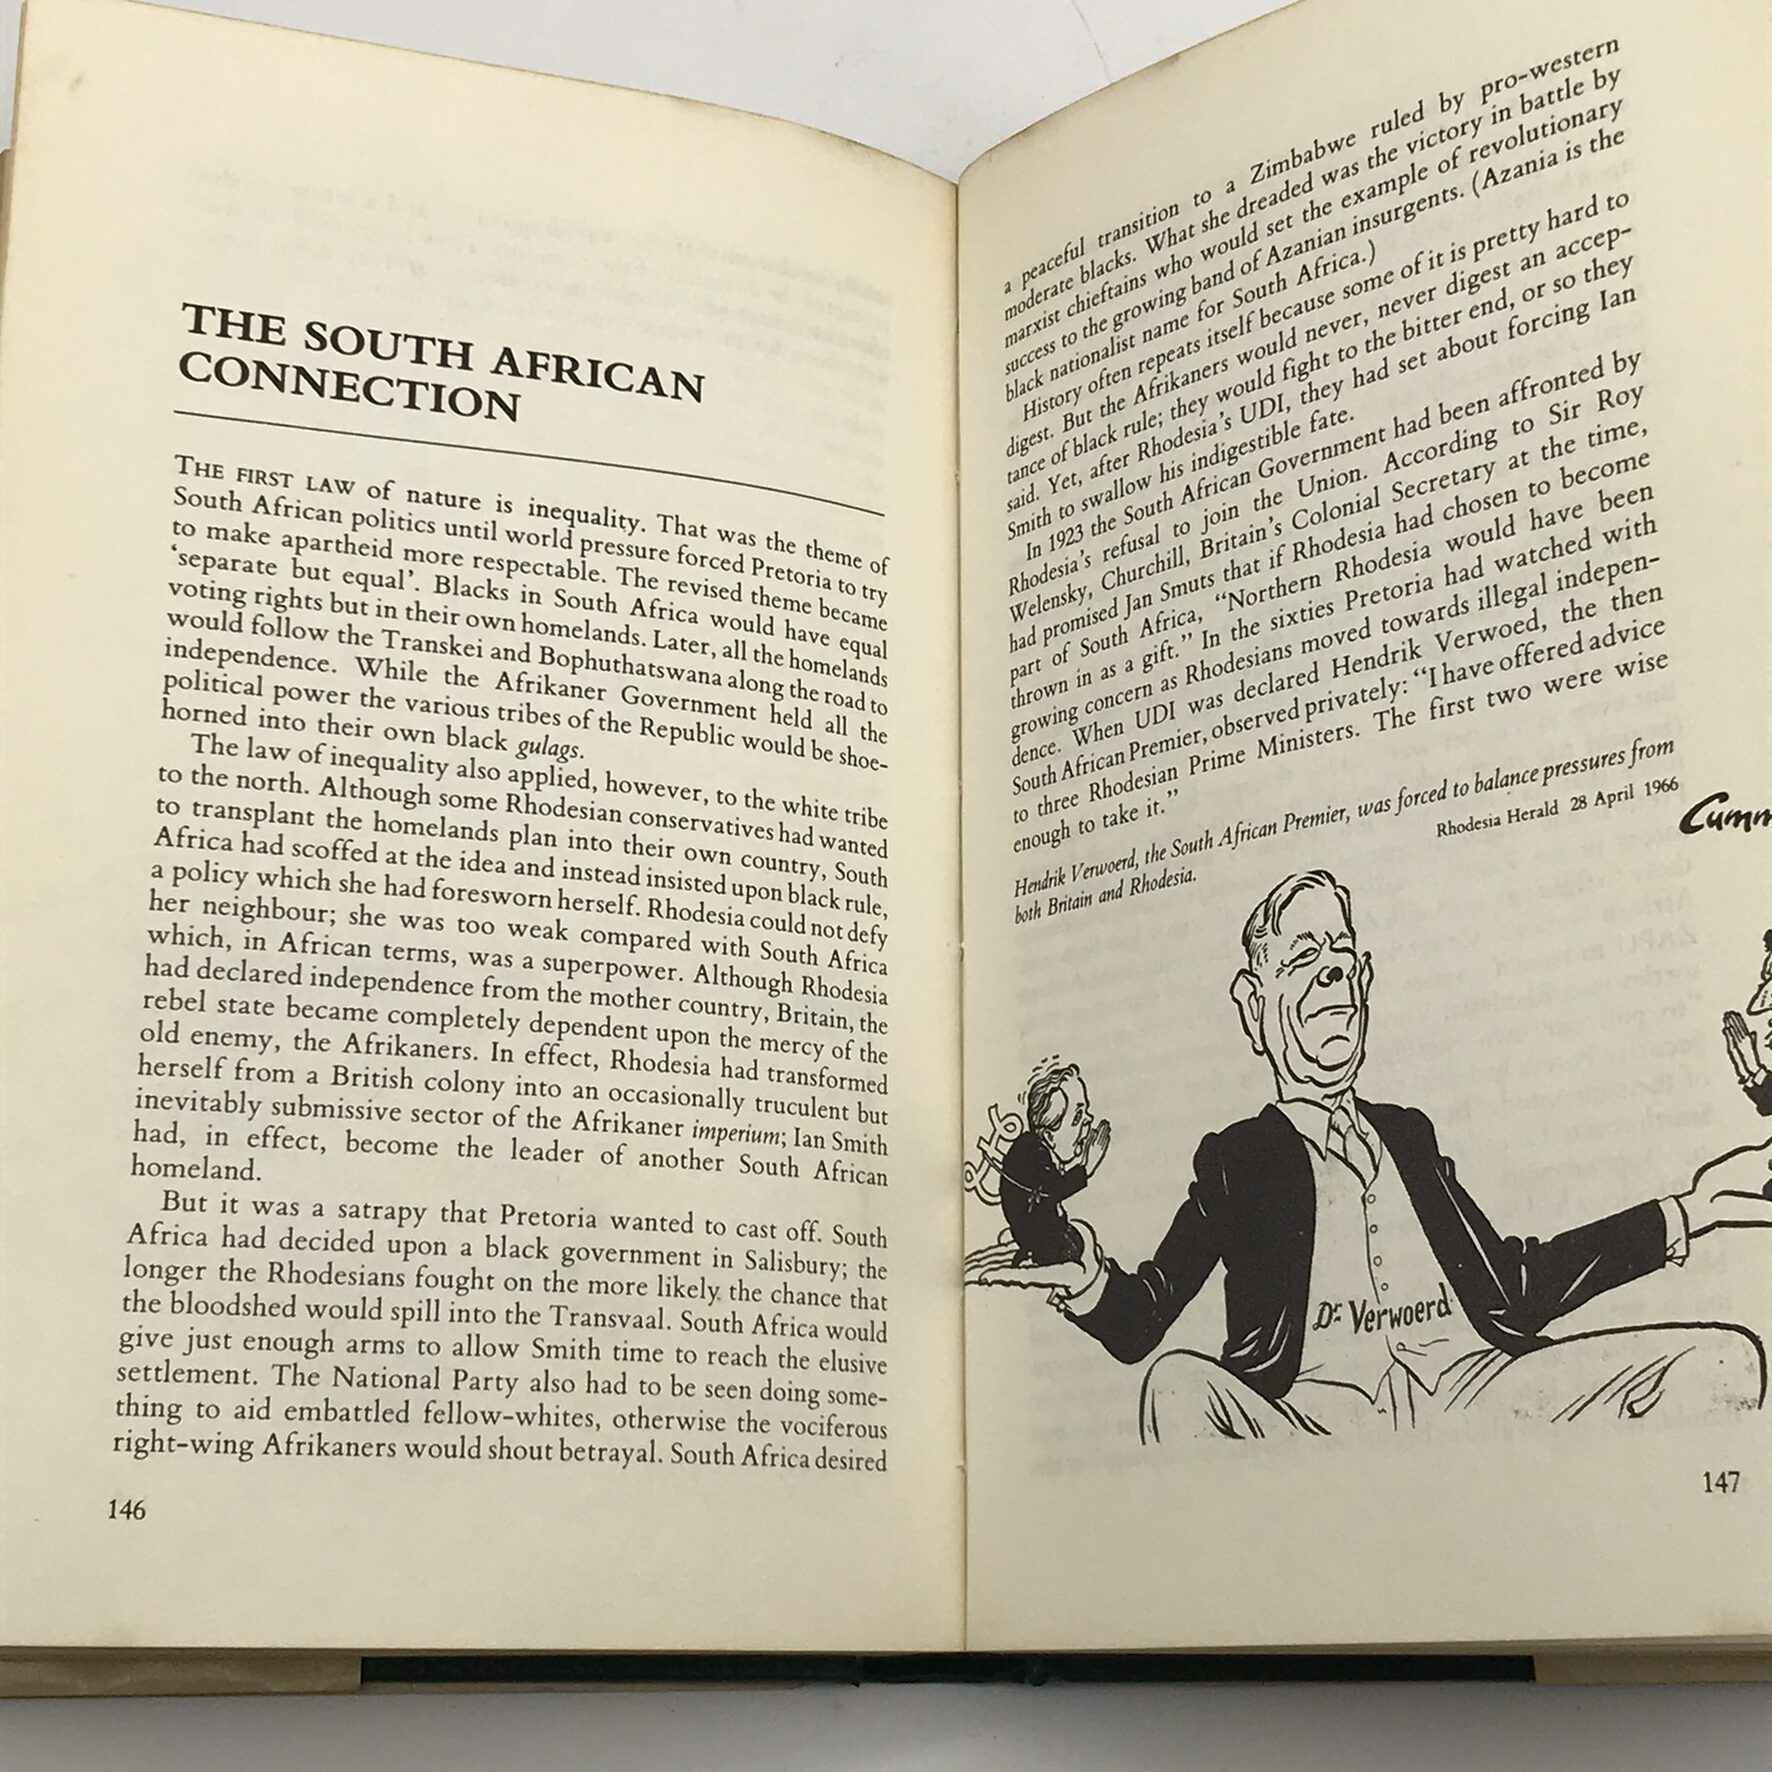 THE SOUTH AFRICAN
CONNECTION
THE FIRST LAW of nature is inequality. That was the theme of
South African politics until world pressure forced Pretoria to try
to make apartheid more respectable. The revised theme became
‘separate but equal’. Blacks in South Africa would have equal
voting rights but in their own homelands. Later, all the homelands
would follow the Transkei and Bophuthatswana along the road to
independence. While the Afrikaner Government held all the
political power the various tribes of the Republic would be shoe-
horned into their own black gulags.
The law of inequality also applied, however, to the white tribe
to the north. Although some Rhodesian conservatives had wanted
to transplant the homelands plan into their own country, South
Africa had scoffed at the idea and instead insisted upon black rule,
a policy which she had foresworn herself. Rhodesia could not defy
her neighbour; she was too weak compared with South Africa
which, in African terms, was a superpower. Although Rhodesia
had declared independence from the mother country, Britain, the
rebel state became completely dependent upon the mercy of the
old enemy, the Afrikaners. In effect, Rhodesia had transformed
herself from a British colony into an occasionally truculent but
inevitably submissive sector of the Afrikaner imperium; Ian Smith
had, in effect, become the leader of another South African
homeland.
But it was a satrapy that Pretoria wanted to cast off. South
Africa had decided upon a black government in Salisbury; the
longer the Rhodesians fought on the more likely the chance that
the bloodshed would spill into the Transvaal. South Africa would
give just enough arms to allow Smith time to reach the elusive
settlement. The National Party also had to be seen doing some-
thing to aid embattled fellow-whites, otherwise the vociferous
right-wing Afrikaners would shout betrayal. South Africa desired
146
a peaceful transition to a Zimbabwe ruled by pro-western
moderate blacks. What she dreaded was the victory in battle by
marxist chieftains who would set the example of revolutionary
success to the growing band of Azanian insurgents. (Azania is the
black nationalist name for South Africa.)
History often repeats itself because some of it is pretty hard to
digest. But the Afrikaners would never, never digest an accep-
tance of black rule; they would fight to the bitter end, or so they
said. Yet, after Rhodesia’s UDI, they had set about forcing Ian
Smith to swallow his indigestible fate.
In 1923 the South African Government had been affronted by
Rhodesia’s refusal to join the Union. According to Sir Roy
Welensky, Churchill, Britain’s Colonial Secretary at the time,
had promised Jan Smuts that if Rhodesia had chosen to become
part of South Africa, “Northern Rhodesia would have been
thrown in as a gift.” In the sixties Pretoria had watched with
growing concern as Rhodesians moved towards illegal indepen-
dence. When UDI was declared Hendrik Verwoed, the then
South African Premier, observed privately: “I have offered advice
to three Rhodesian Prime Ministers. The first two were wise
enough to take it.”
Hendrik Verwoerd, the South African Premier, was forced to balance pressures from
both Britain and Rhodesia.
Rhodesia Herald 28 April 1966
Dr. Verwoerd
147